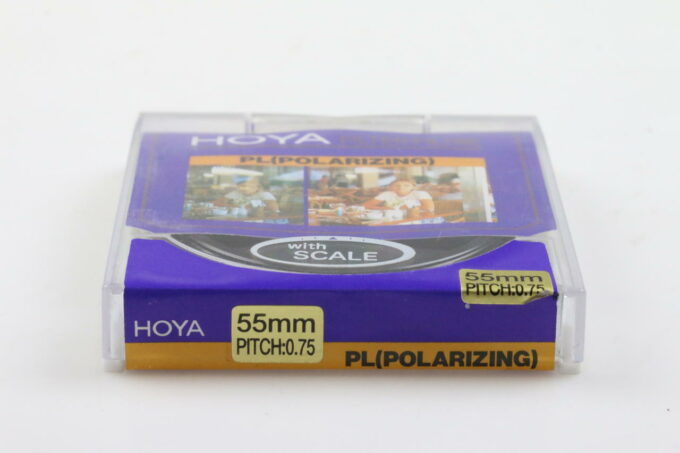 HOYA
PL(POLARIZING)
with
SCALE
55mm
PITCH:0.75
HOYA
55mm
PITCH:0.75
PL(POLARIZING)